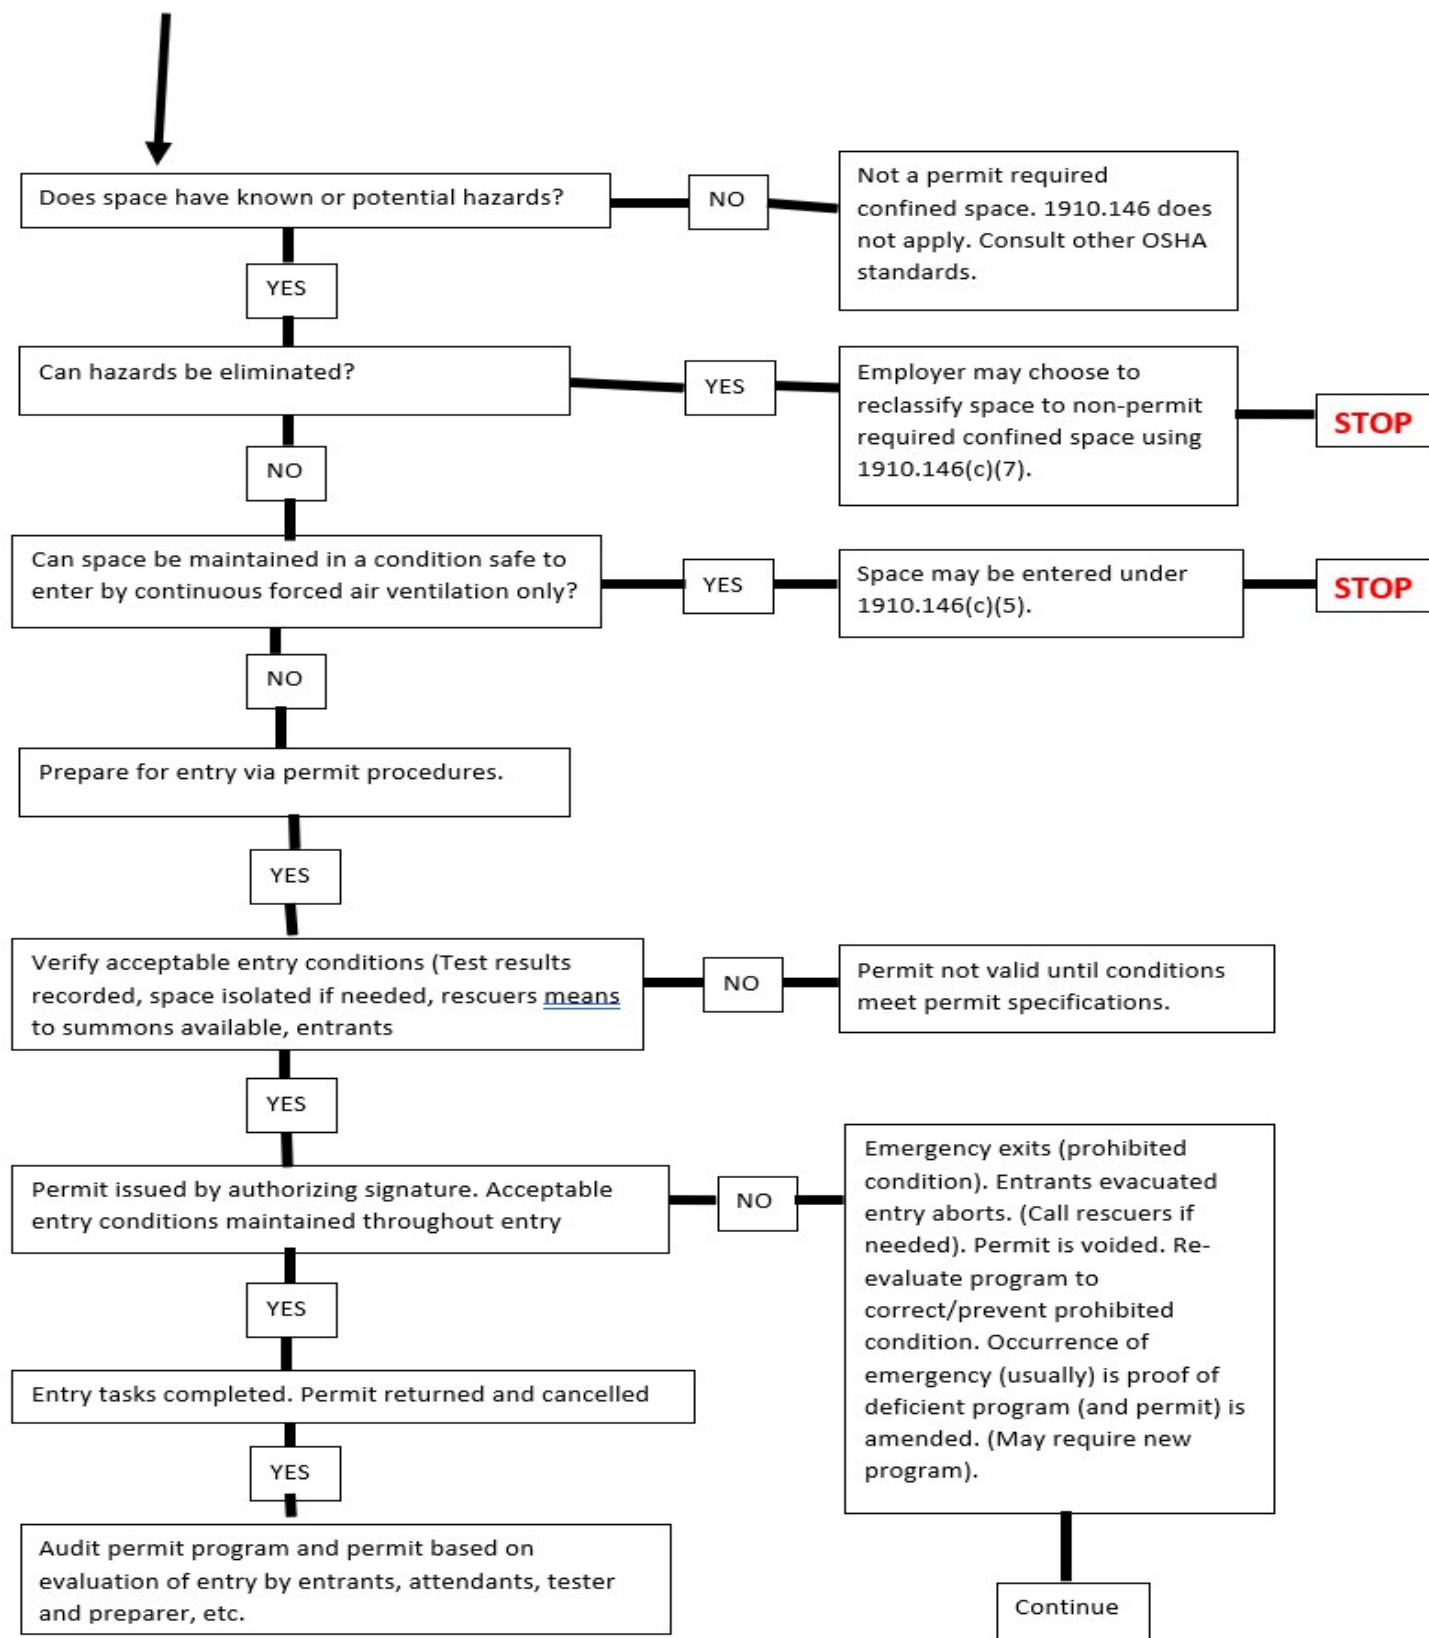 Does space have known or potential hazards?
NO
Not a permit required
confined space. 1910.146 does
not apply. Consult other OSHA
standards.
YES
Can hazards be eliminated?
YES
Employer may choose to
reclassify space to non-permit
required confined space using
1910.146(c)(7).
STOP
NO
Can space be maintained in a condition safe to
enter by continuous forced air ventilation only?
YES
Space may be entered under
1910.146(c)(5).
STOP
NO
Prepare for entry via permit procedures.
YES
Verify acceptable entry conditions (Test results
recorded, space isolated if needed, rescuers means
to summons available, entrants
NO
Permit not valid until conditions
meet permit specifications.
YES
Permit issued by authorizing signature. Acceptable
entry conditions maintained throughout entry
NO
Emergency exits (prohibited
condition). Entrants evacuated
entry aborts. (Call rescuers if
needed). Permit is voided. Re-
evaluate program to
correct/prevent prohibited
condition. Occurrence of
emergency (usually) is proof of
deficient program (and permit) is
amended. (May require new
program).
YES
Entry tasks completed. Permit returned and cancelled
YES
Audit permit program and permit based on
evaluation of entry by entrants, attendants, tester
and preparer, etc.
Continue